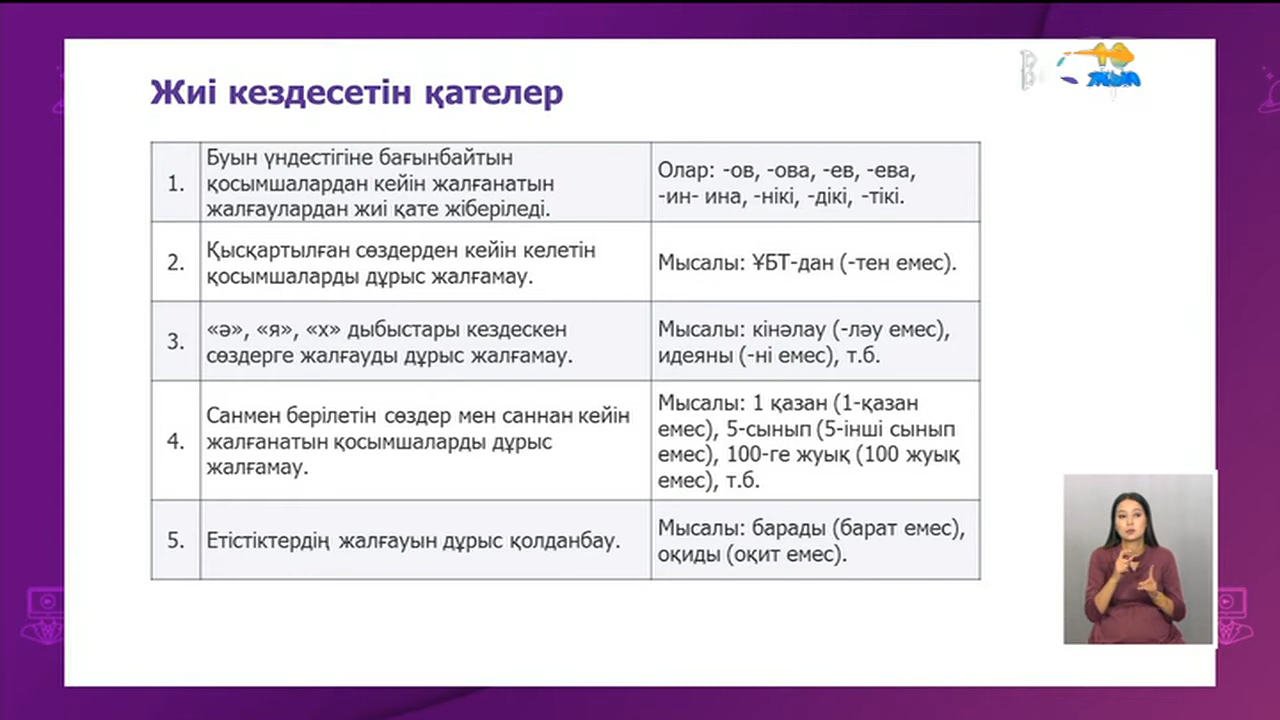 Жиі кездесетін қателер
1.
Буын үндестігіне бағынбайтын
қосымшалардан кейін жалғанатын
жалғаулардан жиі қате жіберіледі.
Олар: -ов, -ова, -ев, -ева,
-ин- ина, -нікі, -дікі, -тікі.
2.
Қысқартылған сөздерден кейін келетін
қосымшаларды дұрыс жалғамау.
Мысалы: ҰБТ-дан (-тен емес).
3.
«ә», «я», «х» дыбыстары кездескен
сөздерге жалғауды дұрыс жалғамау.
Мысалы: кінәлау (-ләу емес),
идеяны (-ні емес), т.б.
4.
Санмен берілетін сөздер мен саннан кейін
жалғанатын қосымшаларды дұрыс
жалғамау.
Мысалы: 1 қазан (1-қазан
емес), 5-сынып (5-інші сынып
емес), 100-ге жуық (100 жуық
емес), т.б.
5.
Етістіктердің жалғауын дұрыс қолданбау.
Мысалы: барады (барат емес),
оқиды (оқит емес).